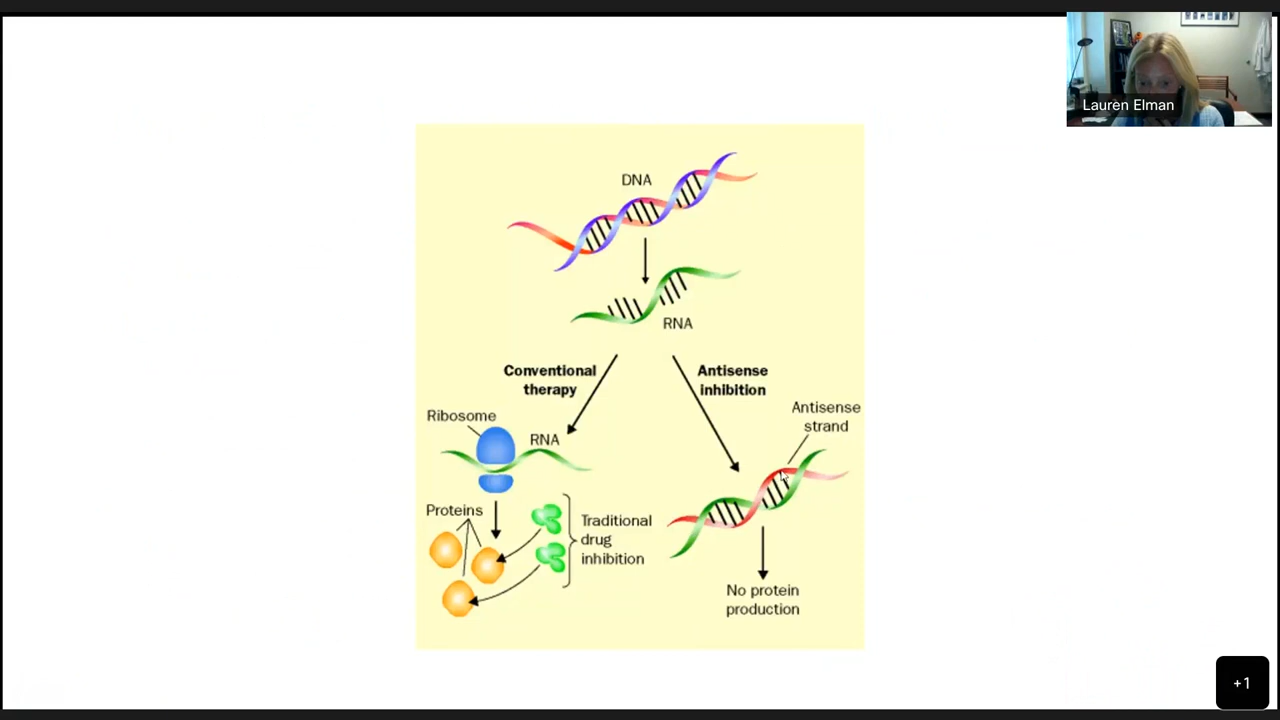 Lauren Elman
DNA
RNA
Conventional
therapy
Antisense
inhibition
Ribosome
RNA
Antisense
strand
Proteins
Traditional
drug
inhibition
No protein
production
+1